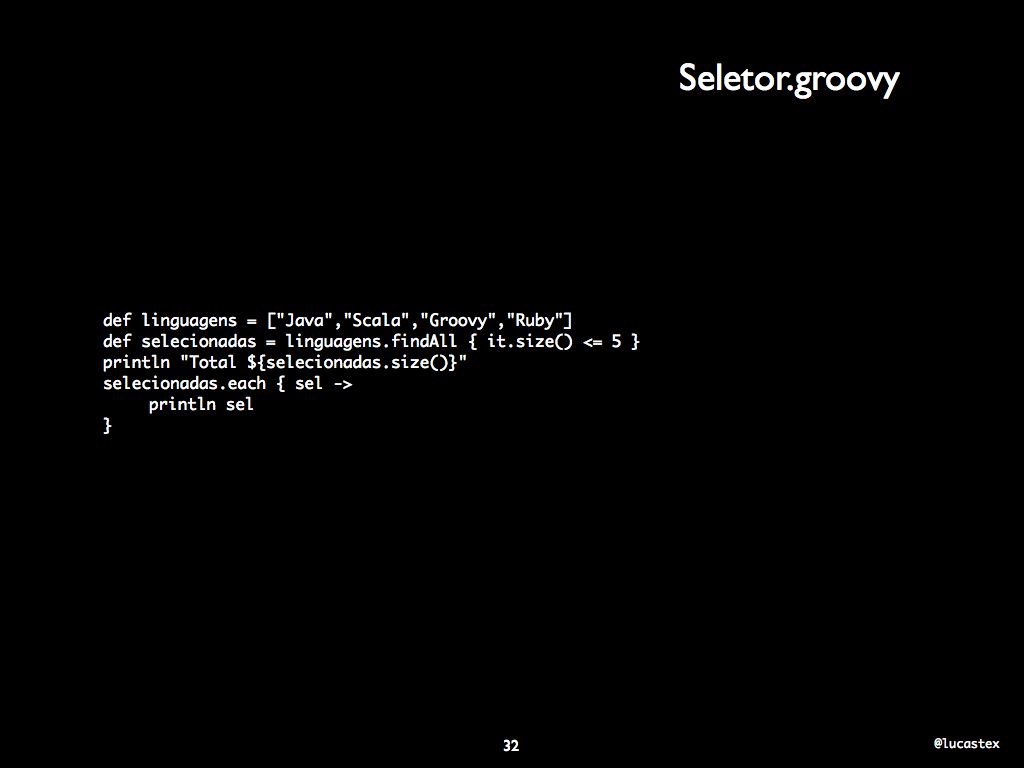 Seletor.groovy
def linguagens = ["Java","Scala","Groovy","Ruby"]
def selecionadas = linguagens.findAll { it.size() <= 5 }
println "Total ${selecionadas.size()}"
selecionadas.each { sel ->
     println sel
}
32
@lucastex